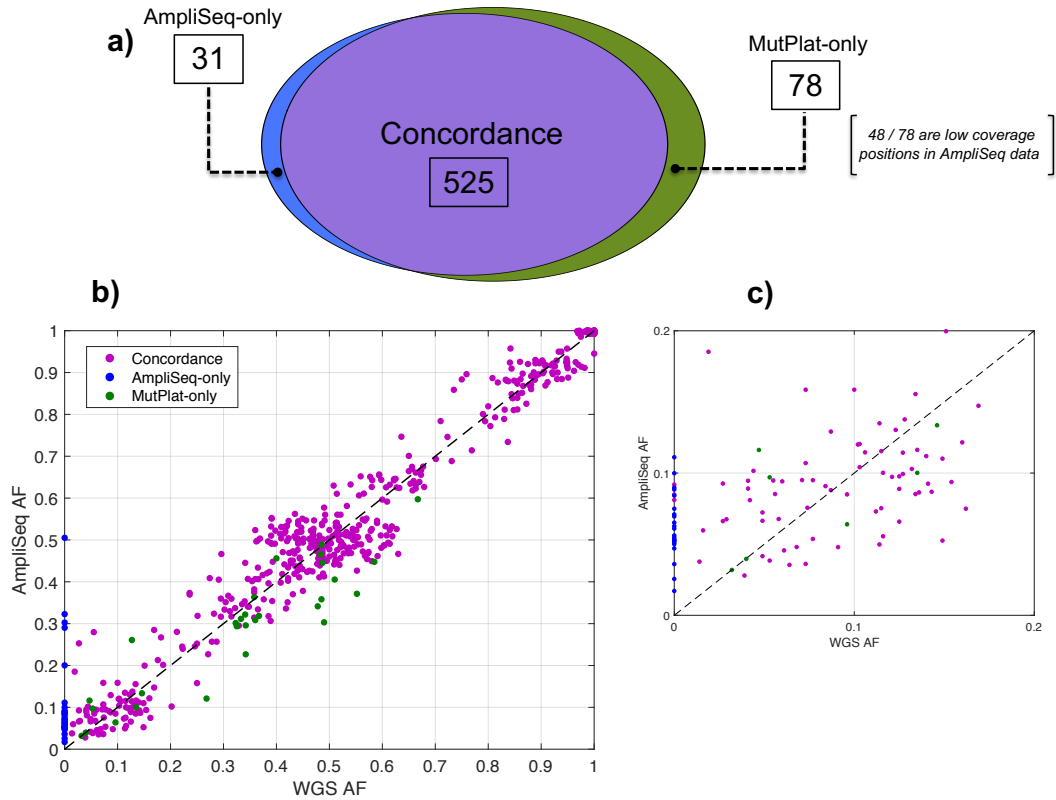 a)
AmpliSeq-only
31
MutPlat-only
78
Concordance
525
48 / 78 are low coverage
positions in AmpliSeq data
b)
1
0.9
0.8
0.7
0.6
0.5
0.4
0.3
0.2
0.1
0
AmpliSeq AF
Concordance
AmpliSeq-only
MutPlat-only
0 0.1 0.2 0.3 0.4 0.5 0.6 0.7 0.8 0.9 1
WGS AF
c)
0.2
0.1
0
AmpliSeq AF
0 0.1 0.2
WGS AF